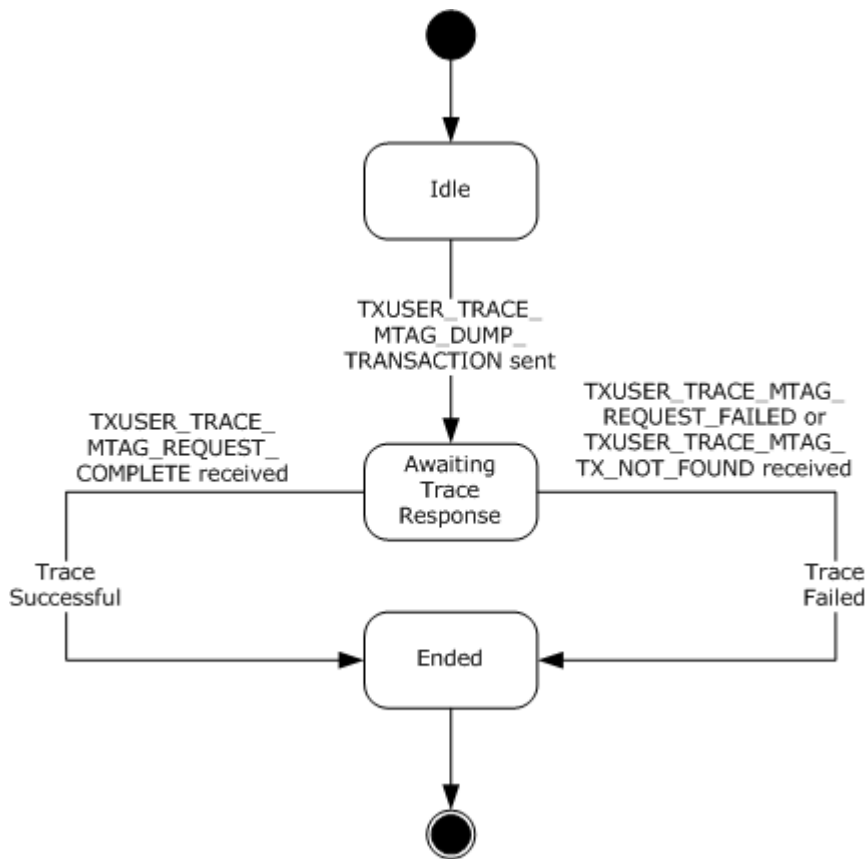 Idle
TXUSER_TRACE_
MTAG_DUMP_
TRANSACTION sent
TXUSER_TRACE_
MTAG_REQUEST_
COMPLETE received
TXUSER_TRACE_MTAG_
REQUEST_FAILED or
TXUSER_TRACE_MTAG_
TX_NOT_FOUND received
Awaiting
Trace
Response
Trace
Successful
Trace
Failed
Ended